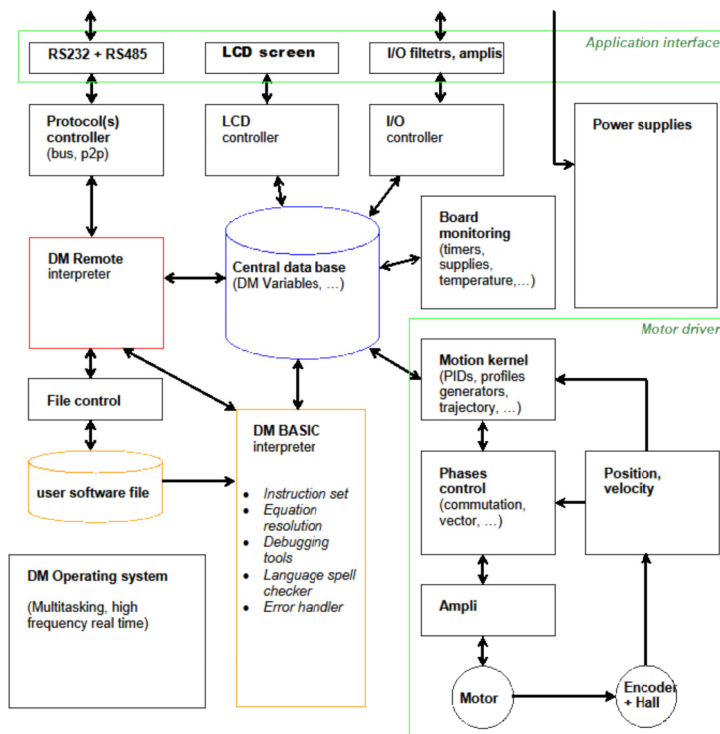 Application interface
RS232 + RS485
LCD screen
I/O filtetrs, amplis
Protocol(s)
controller
(bus, p2p)
LCD
controller
I/O
controller
Power supplies
Board
monitoring
(timers,
supplies,
temperature,...)
DM Remote
interpreter
Central data base
(DM Variables, ...)
Motor driver
Motion kernel
(PIDs, profiles
generators,
trajectory, ...)
File control
DM BASIC
interpreter
user software file
• Instruction set
• Equation
resolution
• Debugging
tools
• Language spell
checker
• Error handler
Phases
control
(commutation,
vector, ...)
Position,
velocity
DM Operating system
(Multitasking, high
frequency real time)
Ampli
Motor
Encoder
+ Hall